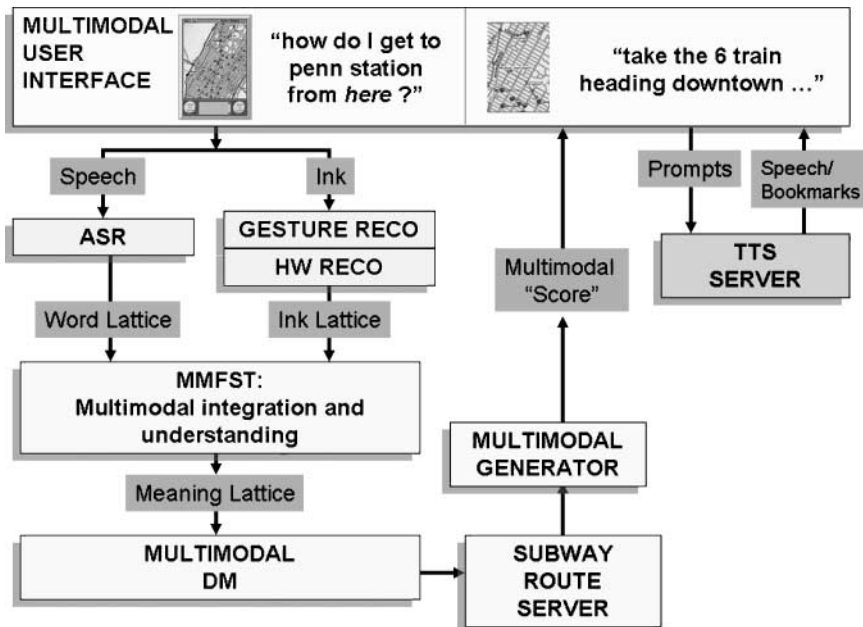 MULTIMODAL
USER
INTERFACE
“how do I get to
penn station
from here ?”
“take the 6 train
heading downtown …”
Speech
Ink
Prompts
Speech/
Bookmarks
ASR
GESTURE RECO
HW RECO
TTS
SERVER
Multimodal
“Score”
Word Lattice
Ink Lattice
MMFST:
Multimodal integration and
understanding
MULTIMODAL
GENERATOR
Meaning Lattice
MULTIMODAL
DM
SUBWAY
ROUTE
SERVER